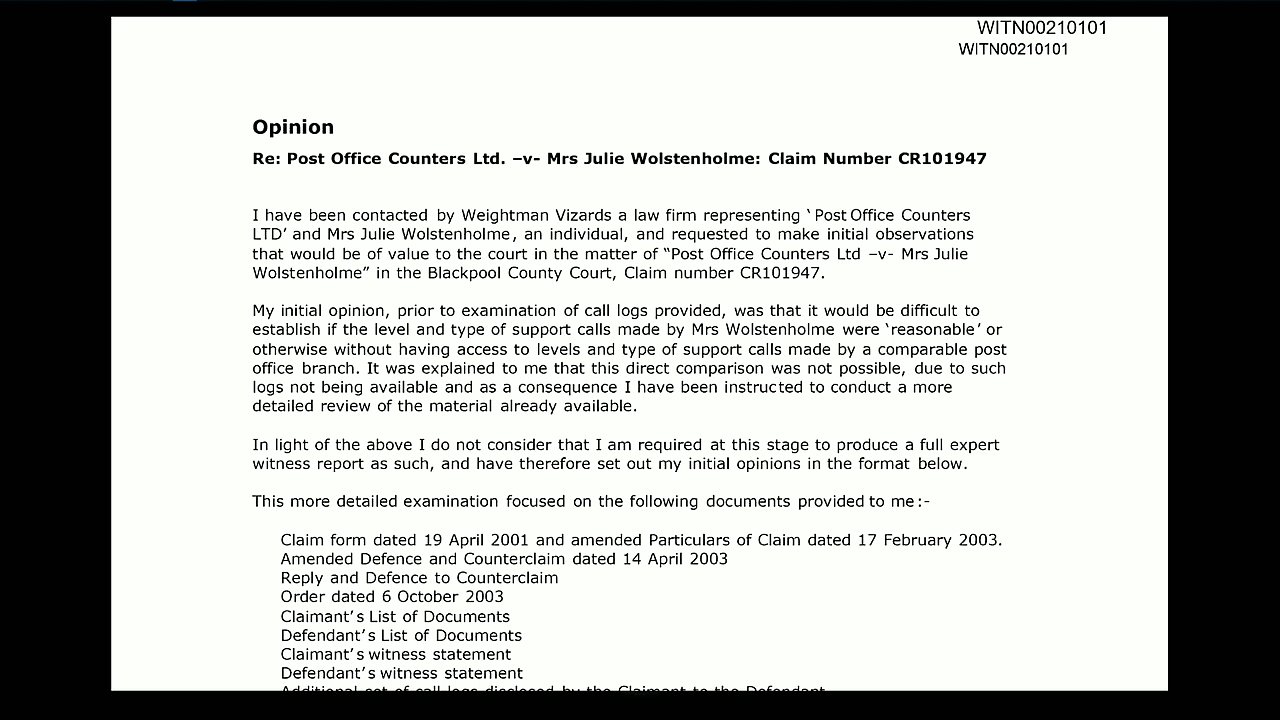 WITN00210101
WITN00210101
Opinion
Re: Post Office Counters Ltd. –v- Mrs Julie Wolstenholme: Claim Number CR101947
I have been contacted by Weightman Vizards a law firm representing ‘Post Office Counters
LTD’ and Mrs Julie Wolstenholme, an individual, and requested to make initial observations
that would be of value to the court in the matter of “Post Office Counters Ltd –v- Mrs Julie
Wolstenholme” in the Blackpool County Court, Claim number CR101947.
My initial opinion, prior to examination of call logs provided, was that it would be difficult to
establish if the level and type of support calls made by Mrs Wolstenholme were ‘reasonable’ or
otherwise without having access to levels and type of support calls made by a comparable post
office branch. It was explained to me that this direct comparison was not possible, due to such
logs not being available and as a consequence I have been instructed to conduct a more
detailed review of the material already available.
In light of the above I do not consider that I am required at this stage to produce a full expert
witness report as such, and have therefore set out my initial opinions in the format below.
This more detailed examination focused on the following documents provided to me:-
Claim form dated 19 April 2001 and amended Particulars of Claim dated 17 February 2003.
Amended Defence and Counterclaim dated 14 April 2003
Reply and Defence to Counterclaim
Order dated 6 October 2003
Claimant’s List of Documents
Defendant’s List of Documents
Claimant’s witness statement
Defendant’s witness statement
Additional set of call logs disclosed by the Claimant to the Defendant